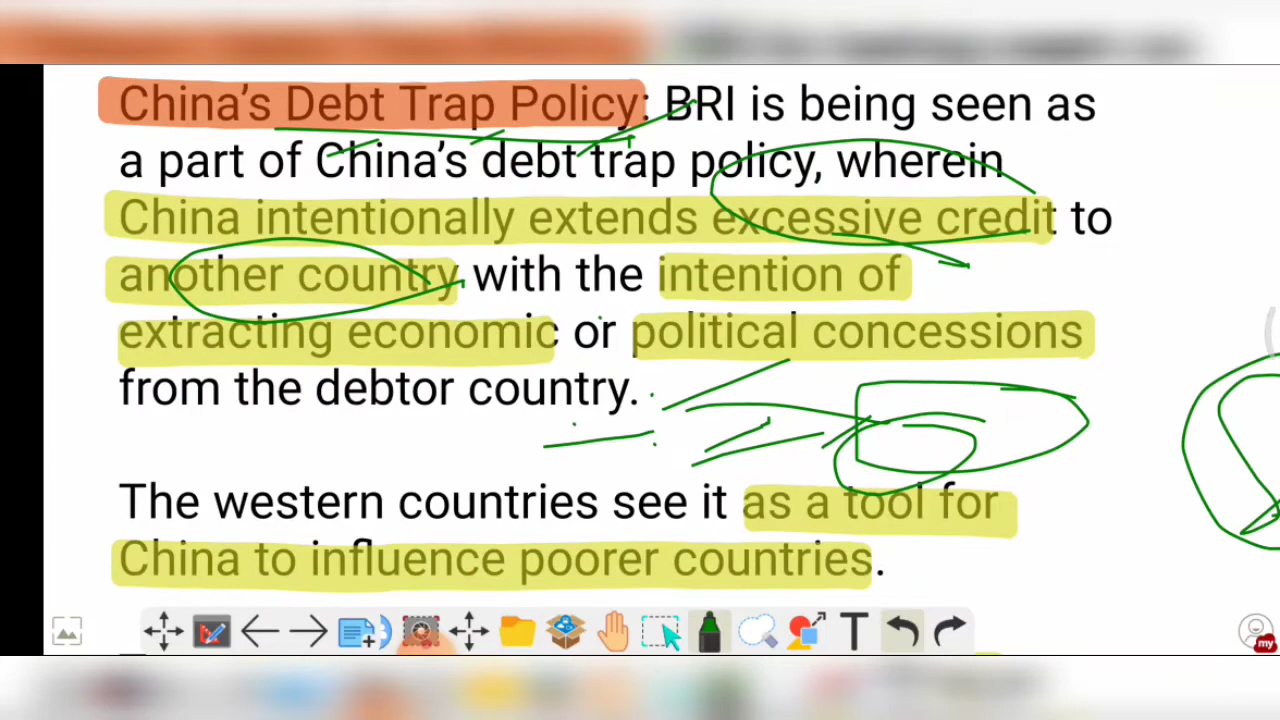 China's Debt Trap Policy: BRI is being seen as
a part of China's debt trap policy, wherein
China intentionally extends excessive credit to
another country with the intention of
extracting economic or political concessions
from the debtor country.
The western countries see it as a tool for
China to influence poorer countries.
T
my